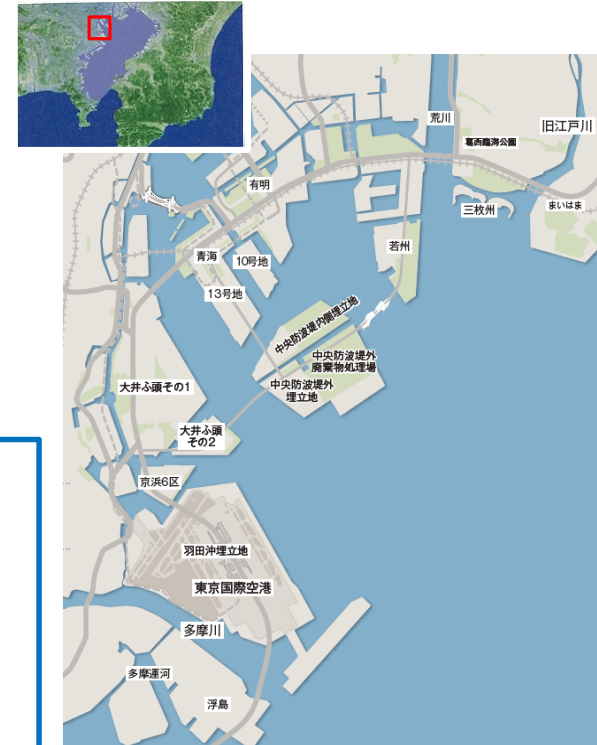 荒川
旧江戸川
葛西臨海公園
有明
三枚州
まいはま
若州
青海
10号地
13号地
中央防波堤内側埋立地
中央防波堤外
廃棄物処理場
中央防波堤外
埋立地
大井ふ頭その1
大井ふ頭
その2
京浜6区
羽田沖埋立地
東京国際空港
多摩川
多摩運河
浮島